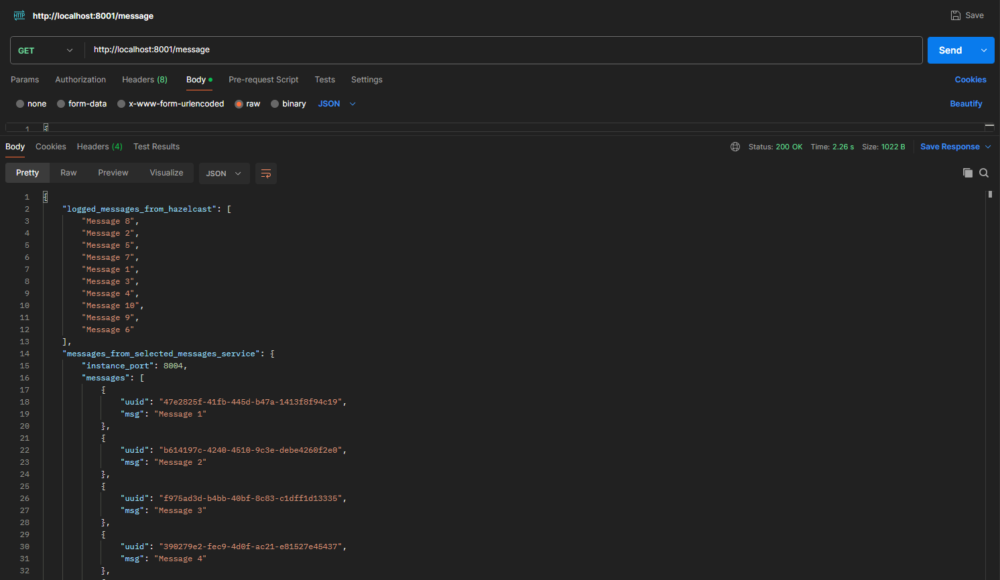 HTTP http://localhost:8001/message Save
GET http://localhost:8001/message Send
Params Authorization Headers (8) Body Pre-request Script Tests Settings Cookies
none form-data x-www-form-urlencoded raw binary JSON Beautify
1 {
Body Cookies Headers (4) Test Results Status: 200 OK Time: 2.26 s Size: 1022 B Save Response
Pretty Raw Preview Visualize JSON
1 {
2 "logged_messages_from_hazelcast": [
3 "Message 8",
4 "Message 2",
5 "Message 5",
6 "Message 7",
7 "Message 1",
8 "Message 3",
9 "Message 4",
10 "Message 10",
11 "Message 9",
12 "Message 6"
13 ],
14 "messages_from_selected_messages_service": {
15 "instance_port": 8004,
16 "messages": [
17 {
18 "uuid": "47e2825f-41fb-445d-b47a-1413f8f94c19",
19 "msg": "Message 1"
20 },
21 {
22 "uuid": "b614197c-4240-4510-9c3e-debe4260f2e0",
23 "msg": "Message 2"
24 },
25 {
26 "uuid": "f975ad3d-b4bb-40bf-8c83-c1dff1d13335",
27 "msg": "Message 3"
28 },
29 {
30 "uuid": "390279e2-fec9-4d0f-ac21-e81527e45437",
31 "msg": "Message 4"
32 },